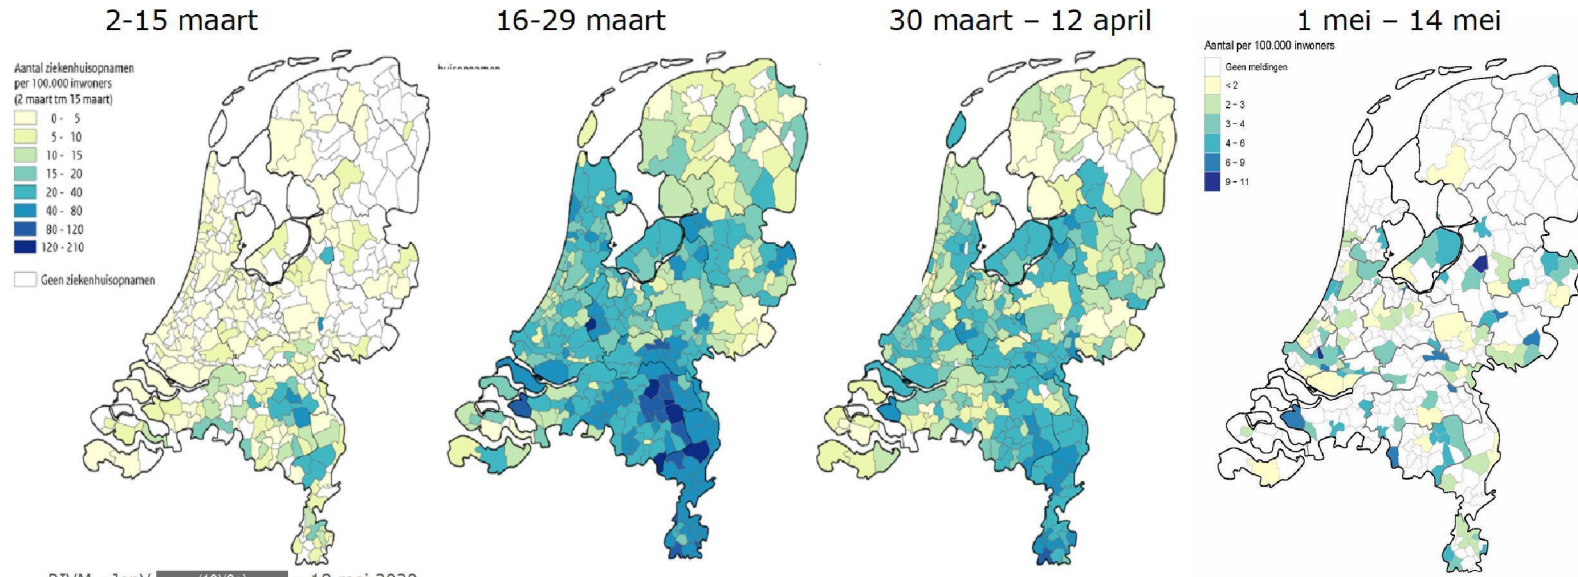 2-15 maart
16-29 maart
30 maart – 12 april
1 mei – 14 mei
Aantal ziekenhuisopnamen
per 100.000 inwoners
(2 maart tm 15 maart)
0 - 5
5 - 10
10 - 15
15 - 20
20 - 40
40 - 80
80 - 120
120 - 210
Geen ziekenhuisopnamen
Aantal per 100.000 inwoners
Geen meldingen
< 2
2 – 3
3 – 4
4 – 6
6 – 9
9 – 11